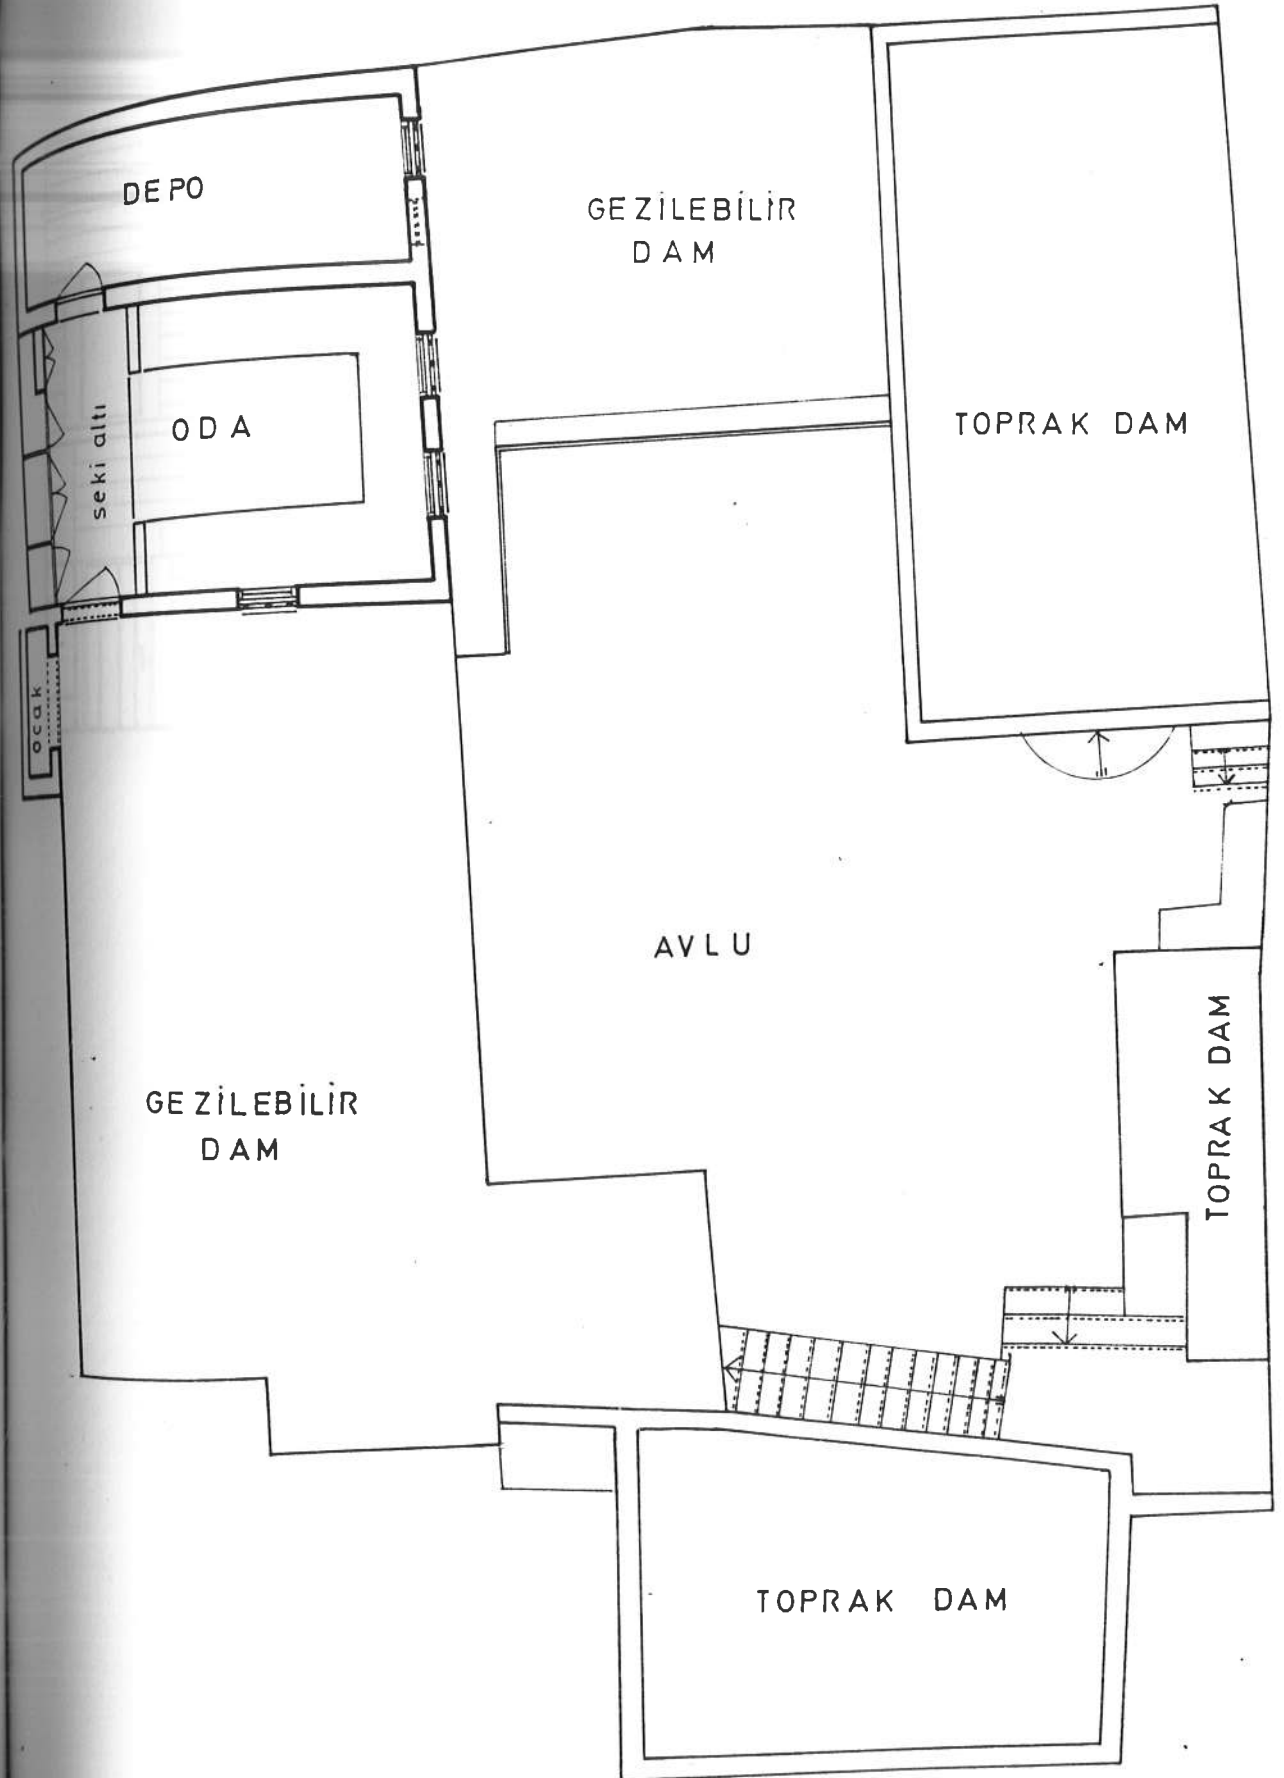 DEPO
GEZİLEBİLİR
DAM
TOPRAK DAM
ODA
seki altı
ocak
AVLU
GEZİLEBİLİR
DAM
TOPRAK DAM
TOPRAK DAM